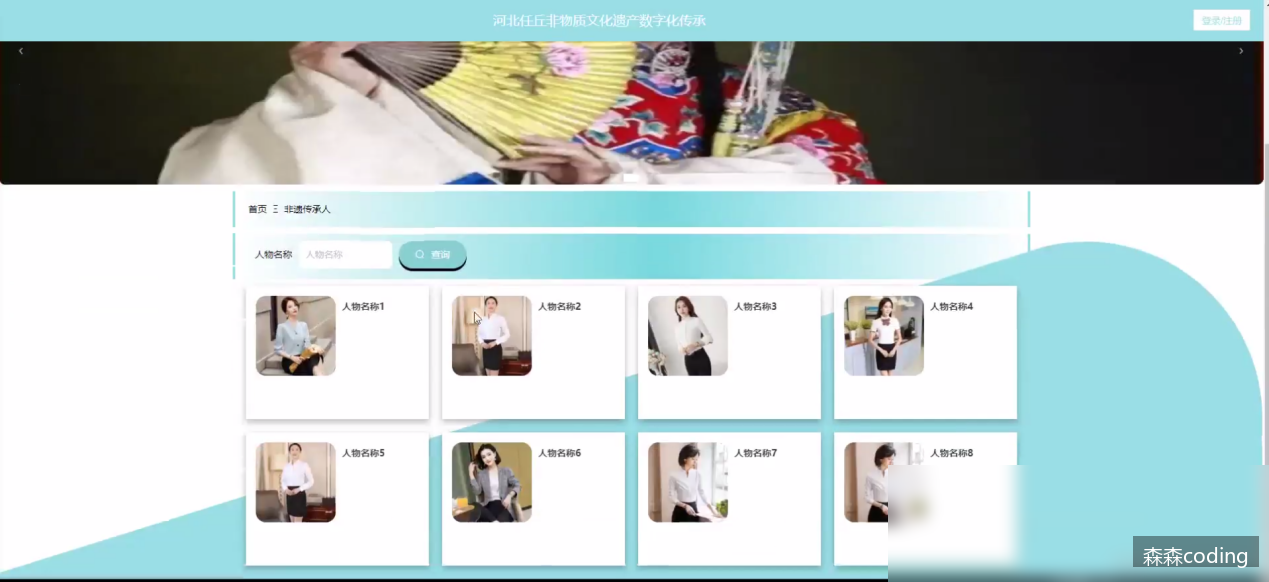 河北任丘非物质文化遗产数字化传承
登录/注册
首页 Ξ 非遗传承人
人物名称 人物名称 查询
人物名称1
人物名称2
人物名称3
人物名称4
人物名称5
人物名称6
人物名称7
人物名称8
森森coding